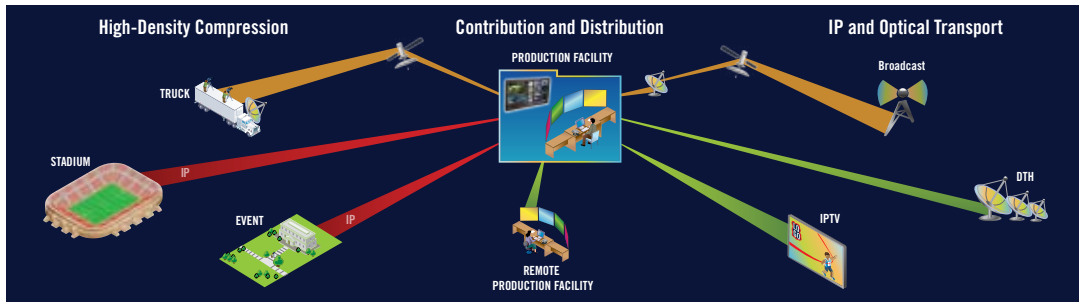 High-Density Compression
Contribution and Distribution
IP and Optical Transport
PRODUCTION FACILITY
Broadcast
TRUCK
STADIUM
IP
DTH
EVENT
IP
IPTV
REMOTE
PRODUCTION FACILITY